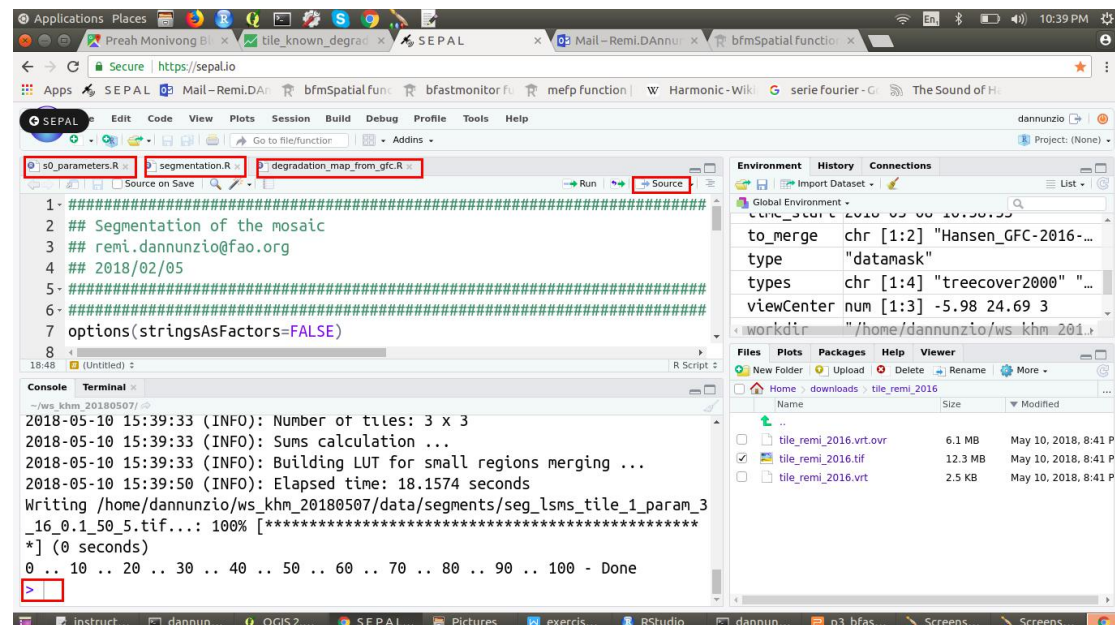 Applications Places En 10:39 PM
Preah Monivong Bl × tile_known_degrad × SEPAL × Mail – Remi.DAnnun × bfmSpatial function ×
Secure | https://sepal.io
Apps SEPAL Mail – Remi.DAn bfmSpatial func bfastmonitor fu mefp function | W Harmonic - Wiki serie fourier - Go The Sound of Ha
SEPAL Edit Code View Plots Session Build Debug Profile Tools Help dannunzio
Go to file/function Addins Project: (None)
s0_parameters.R × segmentation.R × degradation_map_from_gfc.R ×
Source on Save Run Source
1 ##########################################################################
2 ## Segmentation of the mosaic
3 ## remi.dannunzio@fao.org
4 ## 2018/02/05
5 ##########################################################################
6 ##########################################################################
7 options(stringsAsFactors=FALSE)
8
18:48 (Untitled) R Script
Console Terminal ×
~/ws_khm_20180507/
2018-05-10 15:39:33 (INFO): Number of tiles: 3 x 3
2018-05-10 15:39:33 (INFO): Sums calculation ...
2018-05-10 15:39:33 (INFO): Building LUT for small regions merging ...
2018-05-10 15:39:50 (INFO): Elapsed time: 18.1574 seconds
Writing /home/dannunzio/ws_khm_20180507/data/segments/seg_lsms_tile_1_param_3
_16_0.1_50_5.tif...: 100% [*************************************************
*] (0 seconds)
0 .. 10 .. 20 .. 30 .. 40 .. 50 .. 60 .. 70 .. 80 .. 90 .. 100 - Done
>
Environment History Connections
Import Dataset List
Global Environment
time_start 2018-05-08 10:58:55
to_merge chr [1:2] "Hansen_GFC-2016-…
type "datamask"
types chr [1:4] "treecover2000" "…
viewCenter num [1:3] -5.98 24.69 3
workdir "/home/dannunzio/ws_khm_201…
Files Plots Packages Help Viewer
New Folder Upload Delete Rename More
Home downloads tile_remi_2016 ...
Name Size Modified
..
tile_remi_2016.vrt.ovr 6.1 MB May 10, 2018, 8:41 P
tile_remi_2016.tif 12.3 MB May 10, 2018, 8:41 P
tile_remi_2016.vrt 2.5 KB May 10, 2018, 8:41 P
instruct... dannun... QGIS 2.... SEPAL... Pictures exercis... RStudio dannun... p3_bfas... Screens... Screens...